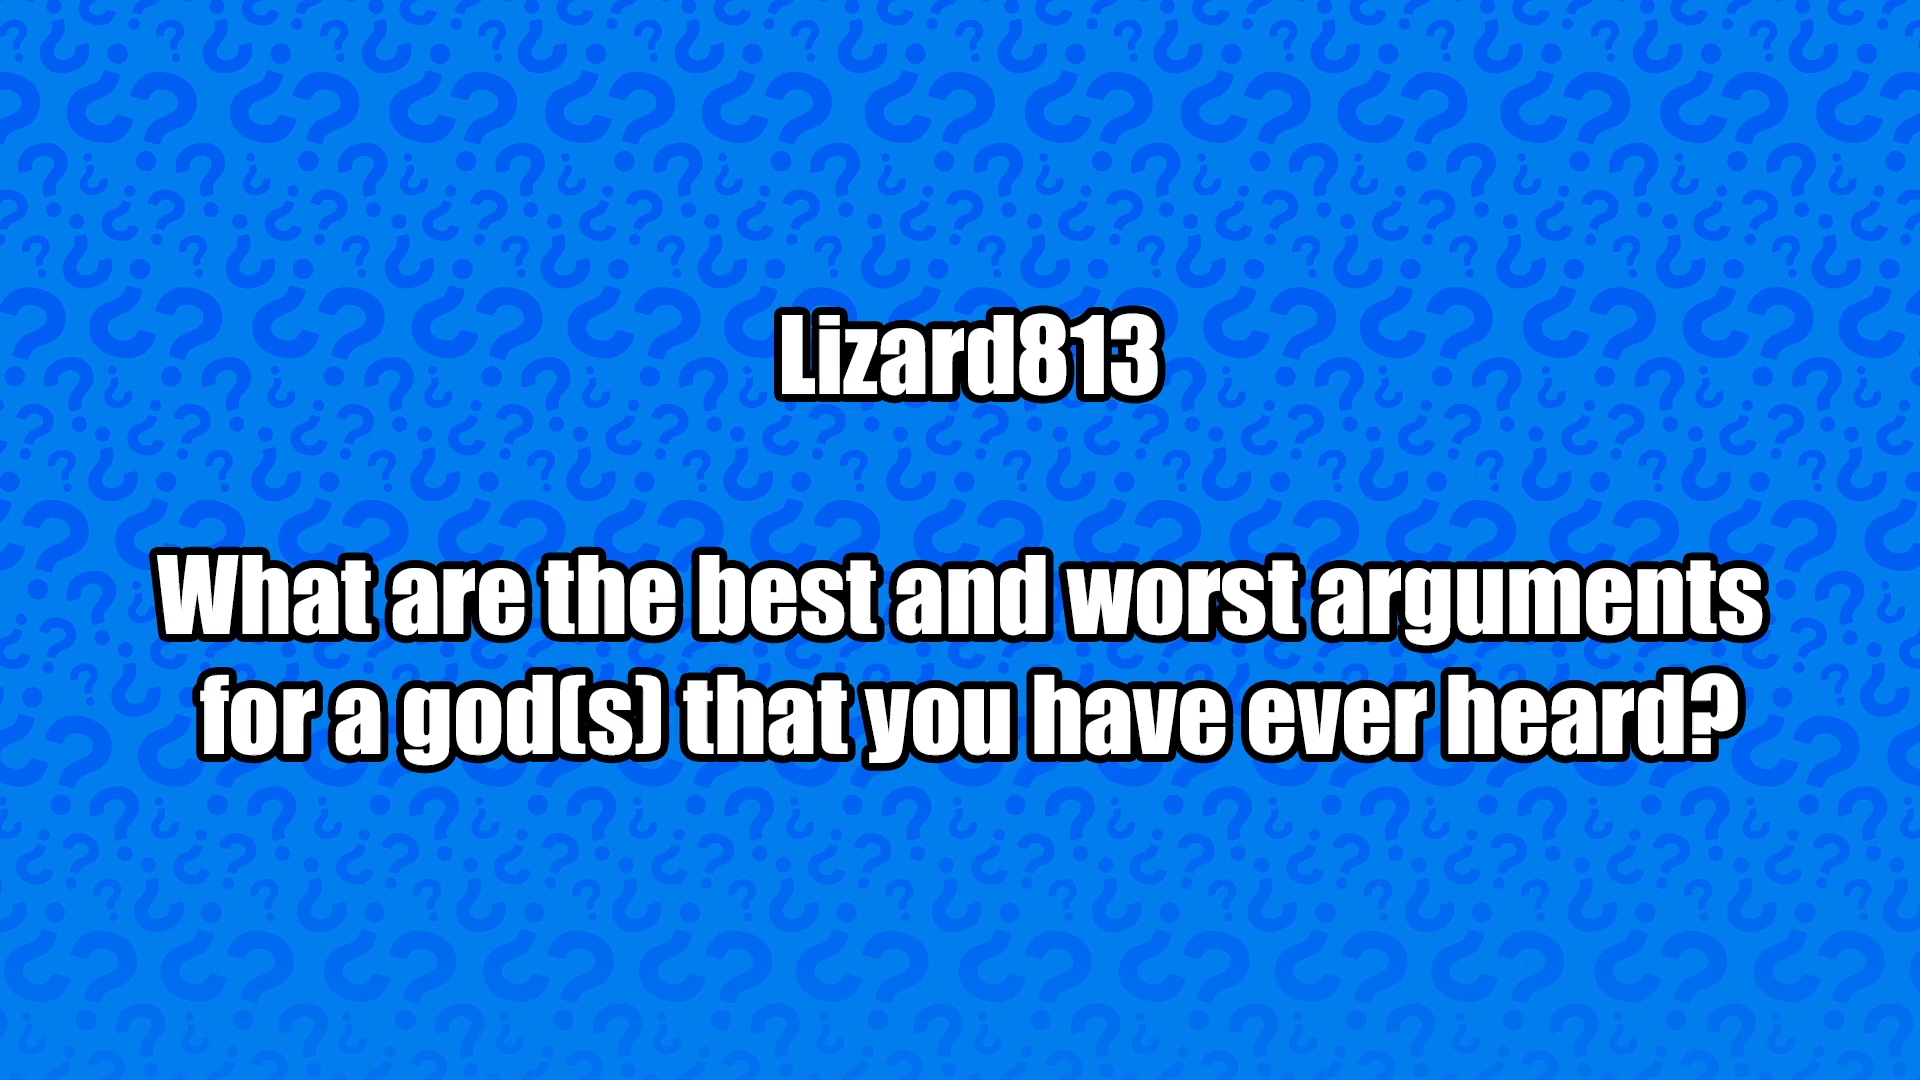 Lizard813
What are the best and worst arguments
for a god(s) that you have ever heard?